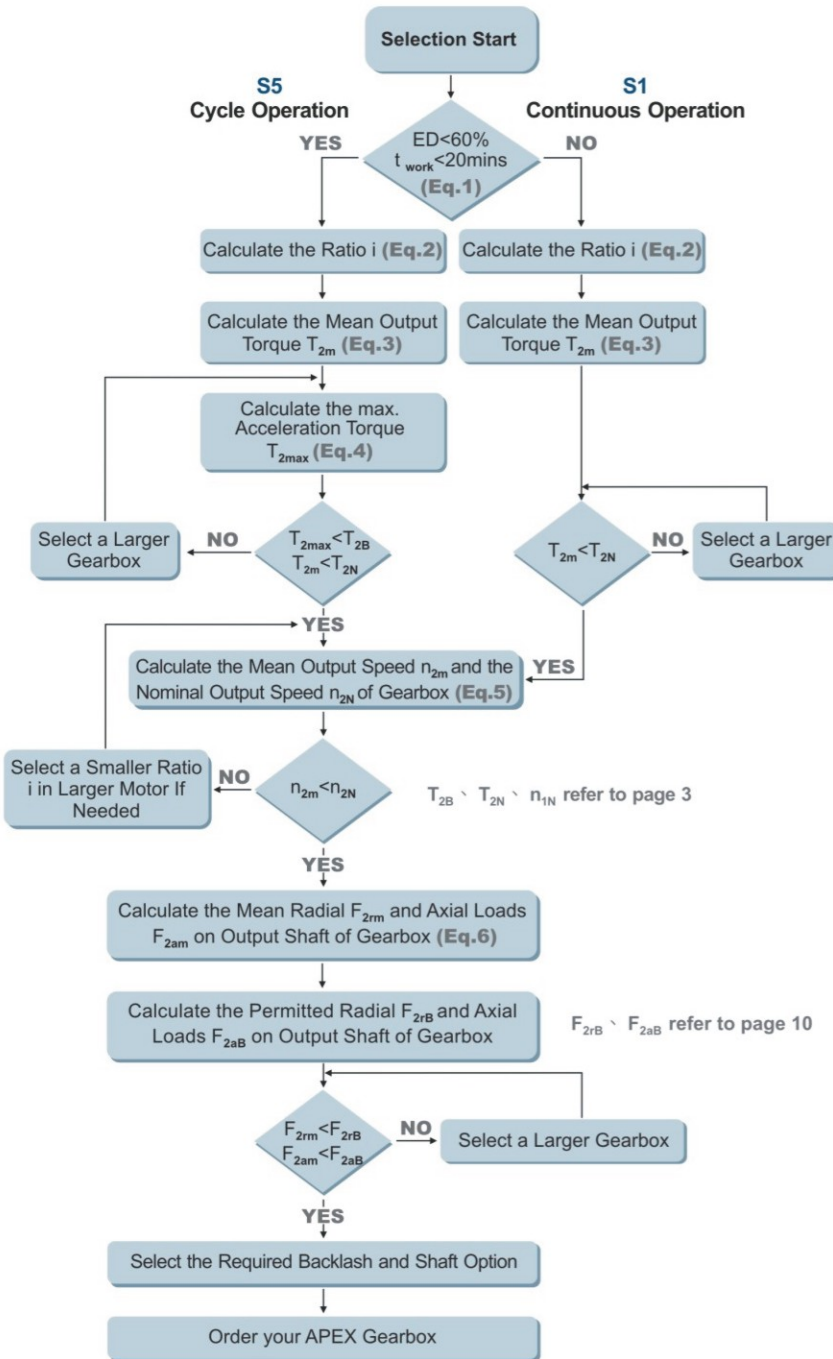 Selection Start
S5
Cycle Operation
S1
Continuous Operation
YES
ED<60%
t work<20mins
(Eq.1)
NO
Calculate the Ratio i (Eq.2)
Calculate the Ratio i (Eq.2)
Calculate the Mean Output
Torque T2m (Eq.3)
Calculate the Mean Output
Torque T2m (Eq.3)
Calculate the max.
Acceleration Torque
T2max (Eq.4)
Select a Larger
Gearbox
NO
T2max<T2B
T2m<T2N
T2m<T2N
NO
Select a Larger
Gearbox
YES
Calculate the Mean Output Speed n2m and the
Nominal Output Speed n2N of Gearbox (Eq.5)
YES
Select a Smaller Ratio
i in Larger Motor If
Needed
NO
n2m<n2N
T2B、T2N、n1N refer to page 3
YES
Calculate the Mean Radial F2rm and Axial Loads
F2am on Output Shaft of Gearbox (Eq.6)
Calculate the Permitted Radial F2rB and Axial
Loads F2aB on Output Shaft of Gearbox
F2rB、F2aB refer to page 10
F2rm<F2rB
F2am<F2aB
NO
Select a Larger Gearbox
YES
Select the Required Backlash and Shaft Option
Order your APEX Gearbox